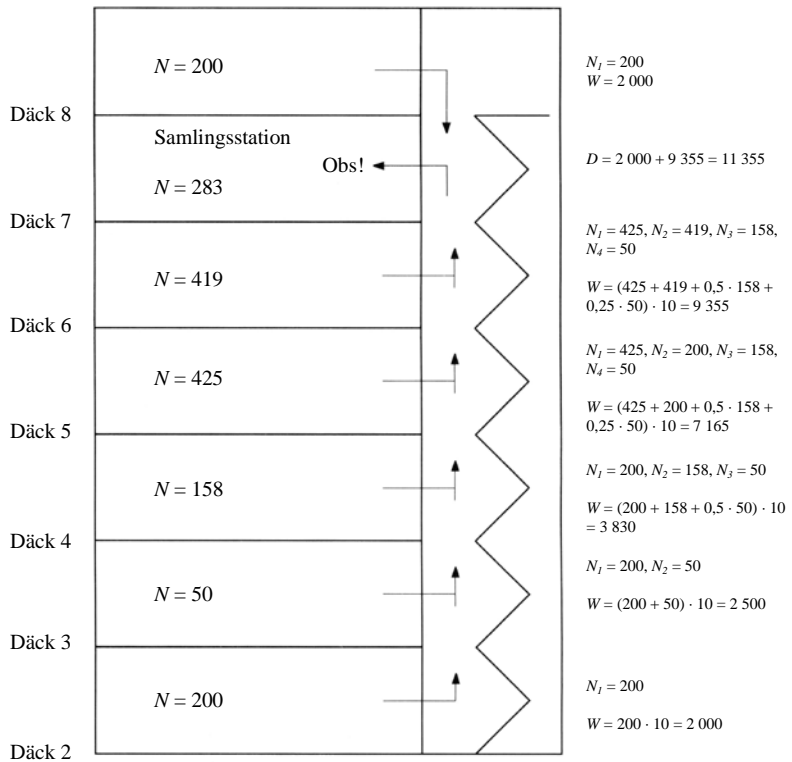 N = 200
N1 = 200
W = 2 000
Däck 8
Samlingsstation
Obs!
N = 283
D = 2 000 + 9 355 = 11 355
Däck 7
N = 419
N1 = 425, N2 = 419, N3 = 158,
N4 = 50
W = (425 + 419 + 0,5 · 158 +
0,25 · 50) · 10 = 9 355
Däck 6
N = 425
N1 = 425, N2 = 200, N3 = 158,
N4 = 50
W = (425 + 200 + 0,5 · 158 +
0,25 · 50) · 10 = 7 165
Däck 5
N = 158
N1 = 200, N2 = 158, N3 = 50
W = (200 + 158 + 0,5 · 50) · 10
= 3 830
Däck 4
N = 50
N1 = 200, N2 = 50
W = (200 + 50) · 10 = 2 500
Däck 3
N = 200
N1 = 200
W = 200 · 10 = 2 000
Däck 2